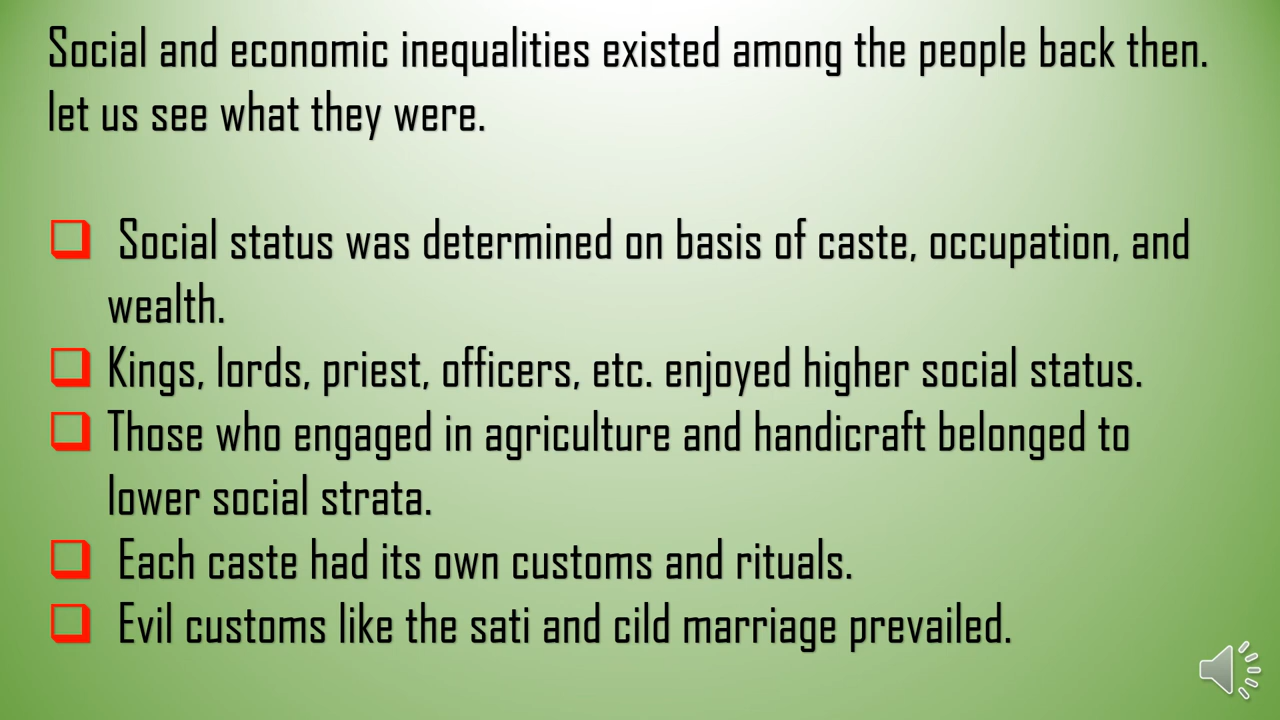 Social and economic inequalities existed among the people back then.
let us see what they were.
Social status was determined on basis of caste, occupation, and
wealth.
Kings, lords, priest, officers, etc. enjoyed higher social status.
Those who engaged in agriculture and handicraft belonged to
lower social strata.
Each caste had its own customs and rituals.
Evil customs like the sati and cild marriage prevailed.